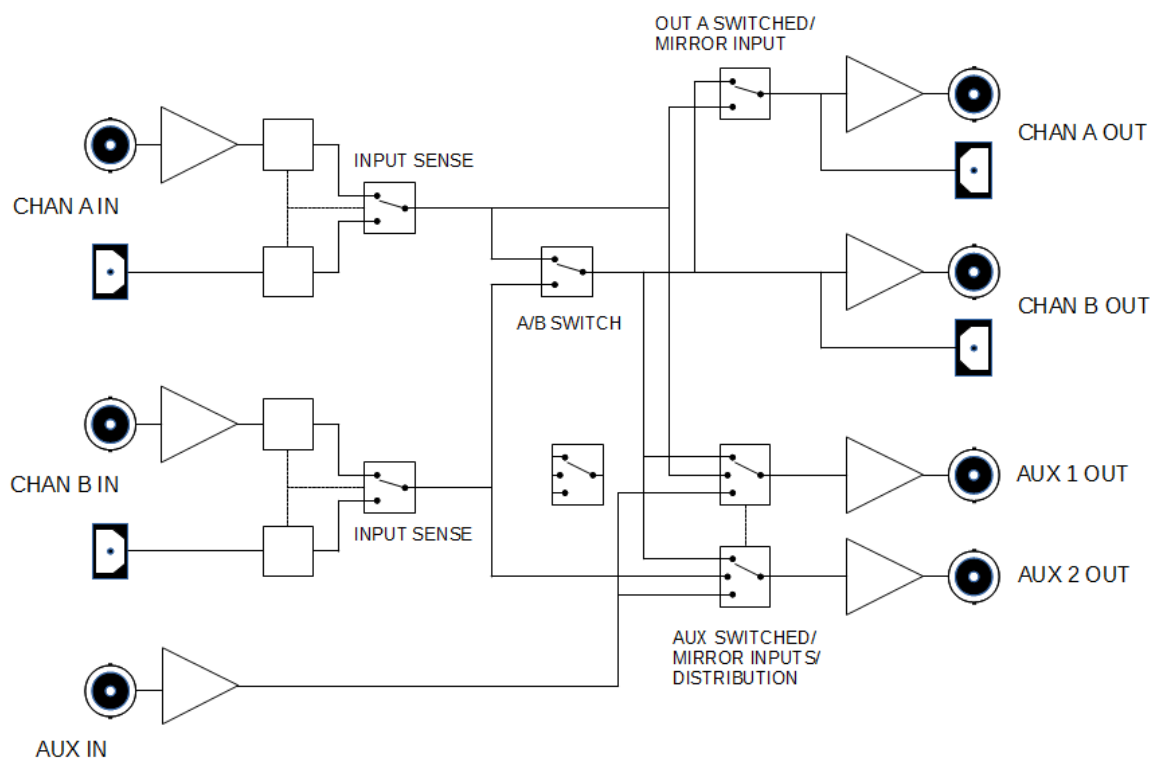 OUT A SWITCHED/
MIRROR INPUT
CHAN A OUT
INPUT SENSE
CHAN A IN
CHAN B OUT
A/B SWITCH
CHAN B IN
INPUT SENSE
AUX 1 OUT
AUX 2 OUT
AUX SWITCHED/
MIRROR INPUTS/
DISTRIBUTION
AUX IN